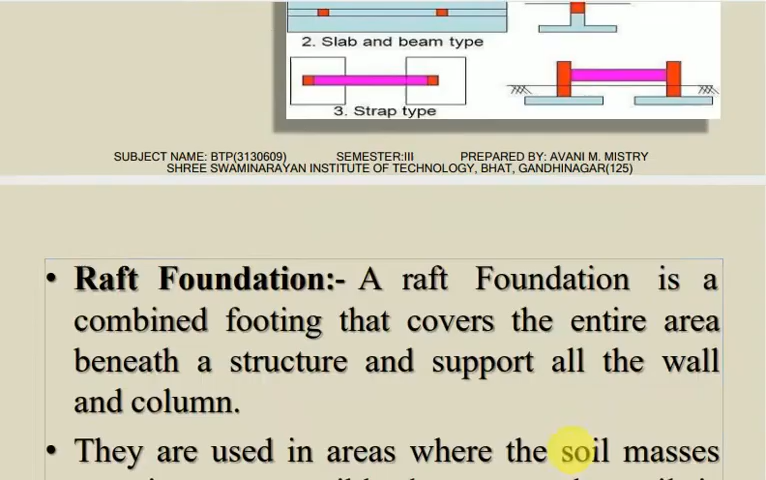 2. Slab and beam type
3. Strap type
SUBJECT NAME: BTP(3130609) SEMESTER:III PREPARED BY: AVANI M. MISTRY
SHREE SWAMINARAYAN INSTITUTE OF TECHNOLOGY, BHAT, GANDHINAGAR(125)
• Raft Foundation:- A raft Foundation is a
combined footing that covers the entire area
beneath a structure and support all the wall
and column.
• They are used in areas where the soil masses